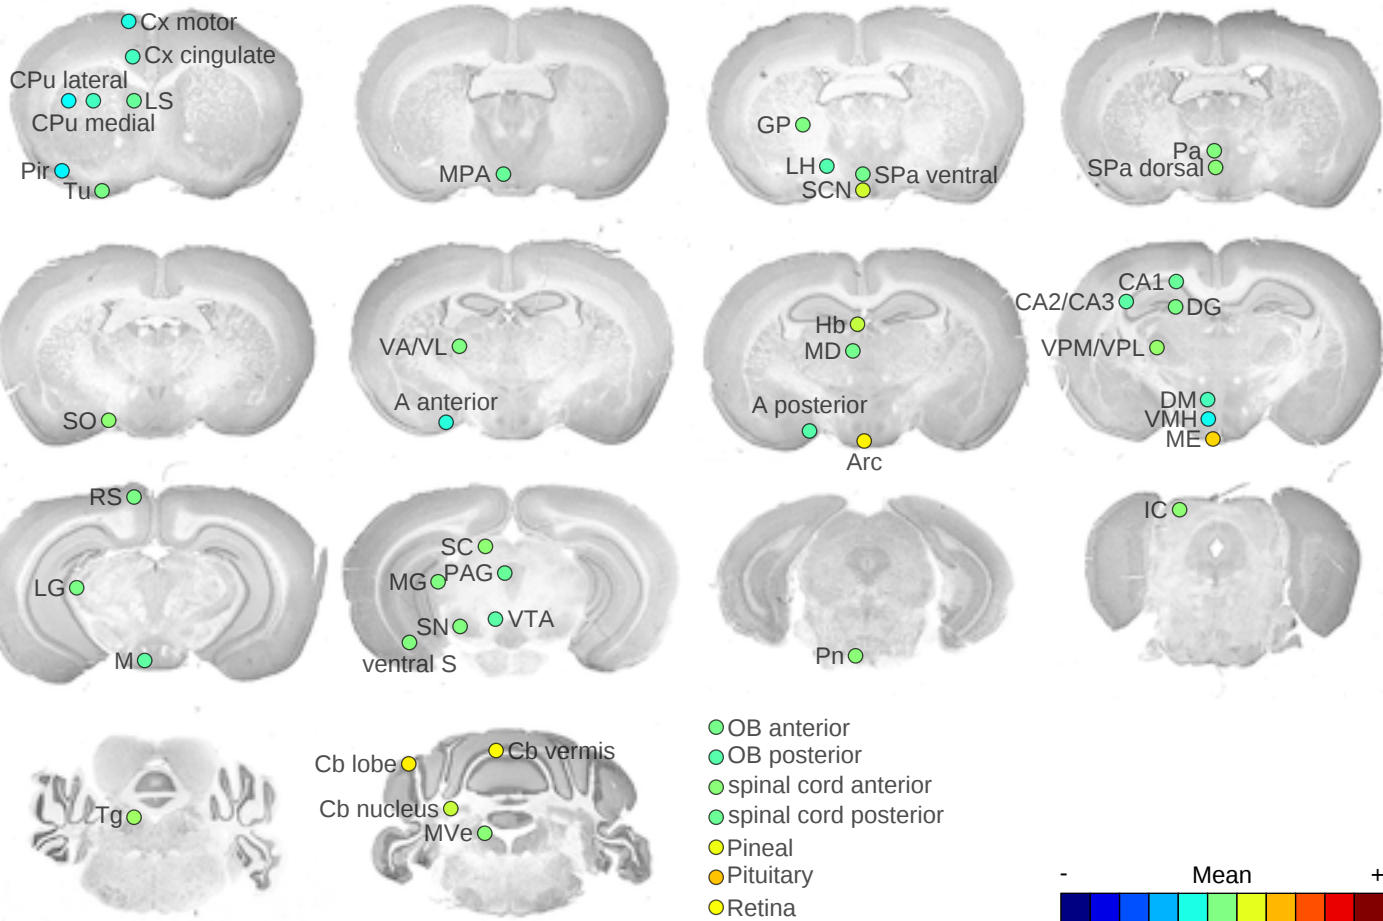 Cx motor
Cx cingulate
CPu lateral
LS
CPu medial
Pir
Tu
MPA
GP
LH
SPa ventral
SCN
Pa
SPa dorsal
SO
VA/VL
A anterior
Hb
MD
A posterior
Arc
CA1
CA2/CA3
DG
VPM/VPL
DM
VMH
ME
RS
LG
M
SC
MG
PAG
SN
VTA
ventral S
Pn
IC
Tg
Cb lobe
Cb vermis
Cb nucleus
MVe
OB anterior
OB posterior
spinal cord anterior
spinal cord posterior
Pineal
Pituitary
Retina
- Mean +